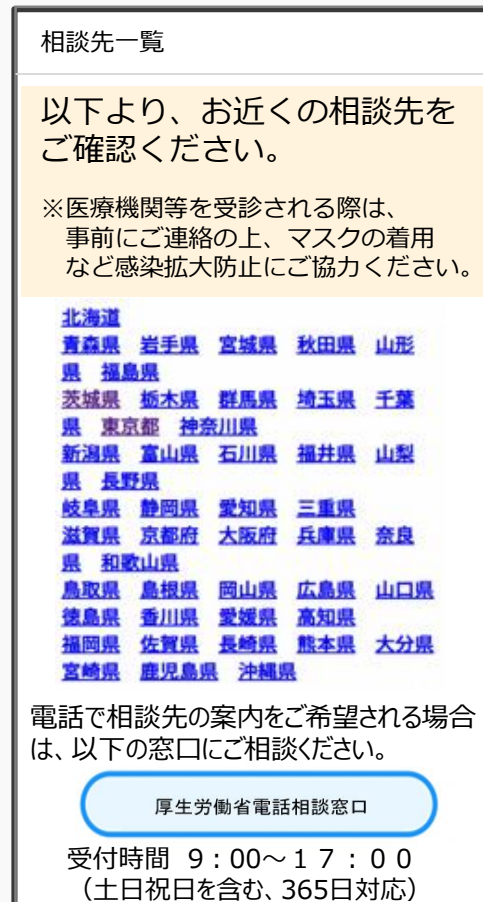 相談先一覧
以下より、お近くの相談先を
ご確認ください。
※医療機関等を受診される際は、
事前にご連絡の上、マスクの着用
など感染拡大防止にご協力ください。
北海道
青森県 岩手県 宮城県 秋田県 山形
県 福島県
茨城県 栃木県 群馬県 埼玉県 千葉
県 東京都 神奈川県
新潟県 富山県 石川県 福井県 山梨
県 長野県
岐阜県 静岡県 愛知県 三重県
滋賀県 京都府 大阪府 兵庫県 奈良
県 和歌山県
鳥取県 島根県 岡山県 広島県 山口県
徳島県 香川県 愛媛県 高知県
福岡県 佐賀県 長崎県 熊本県 大分県
宮崎県 鹿児島県 沖縄県
電話で相談先の案内をご希望される場合
は、以下の窓口にご相談ください。
厚生労働省電話相談窓口
受付時間 9：00～１７：００
（土日祝日を含む、365日対応）